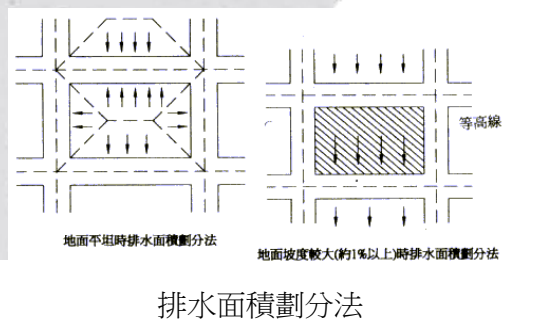 等高線
地面平坦時排水面積劃分法
地面坡度較大(約1%以上)時排水面積劃分法
排水面積劃分法